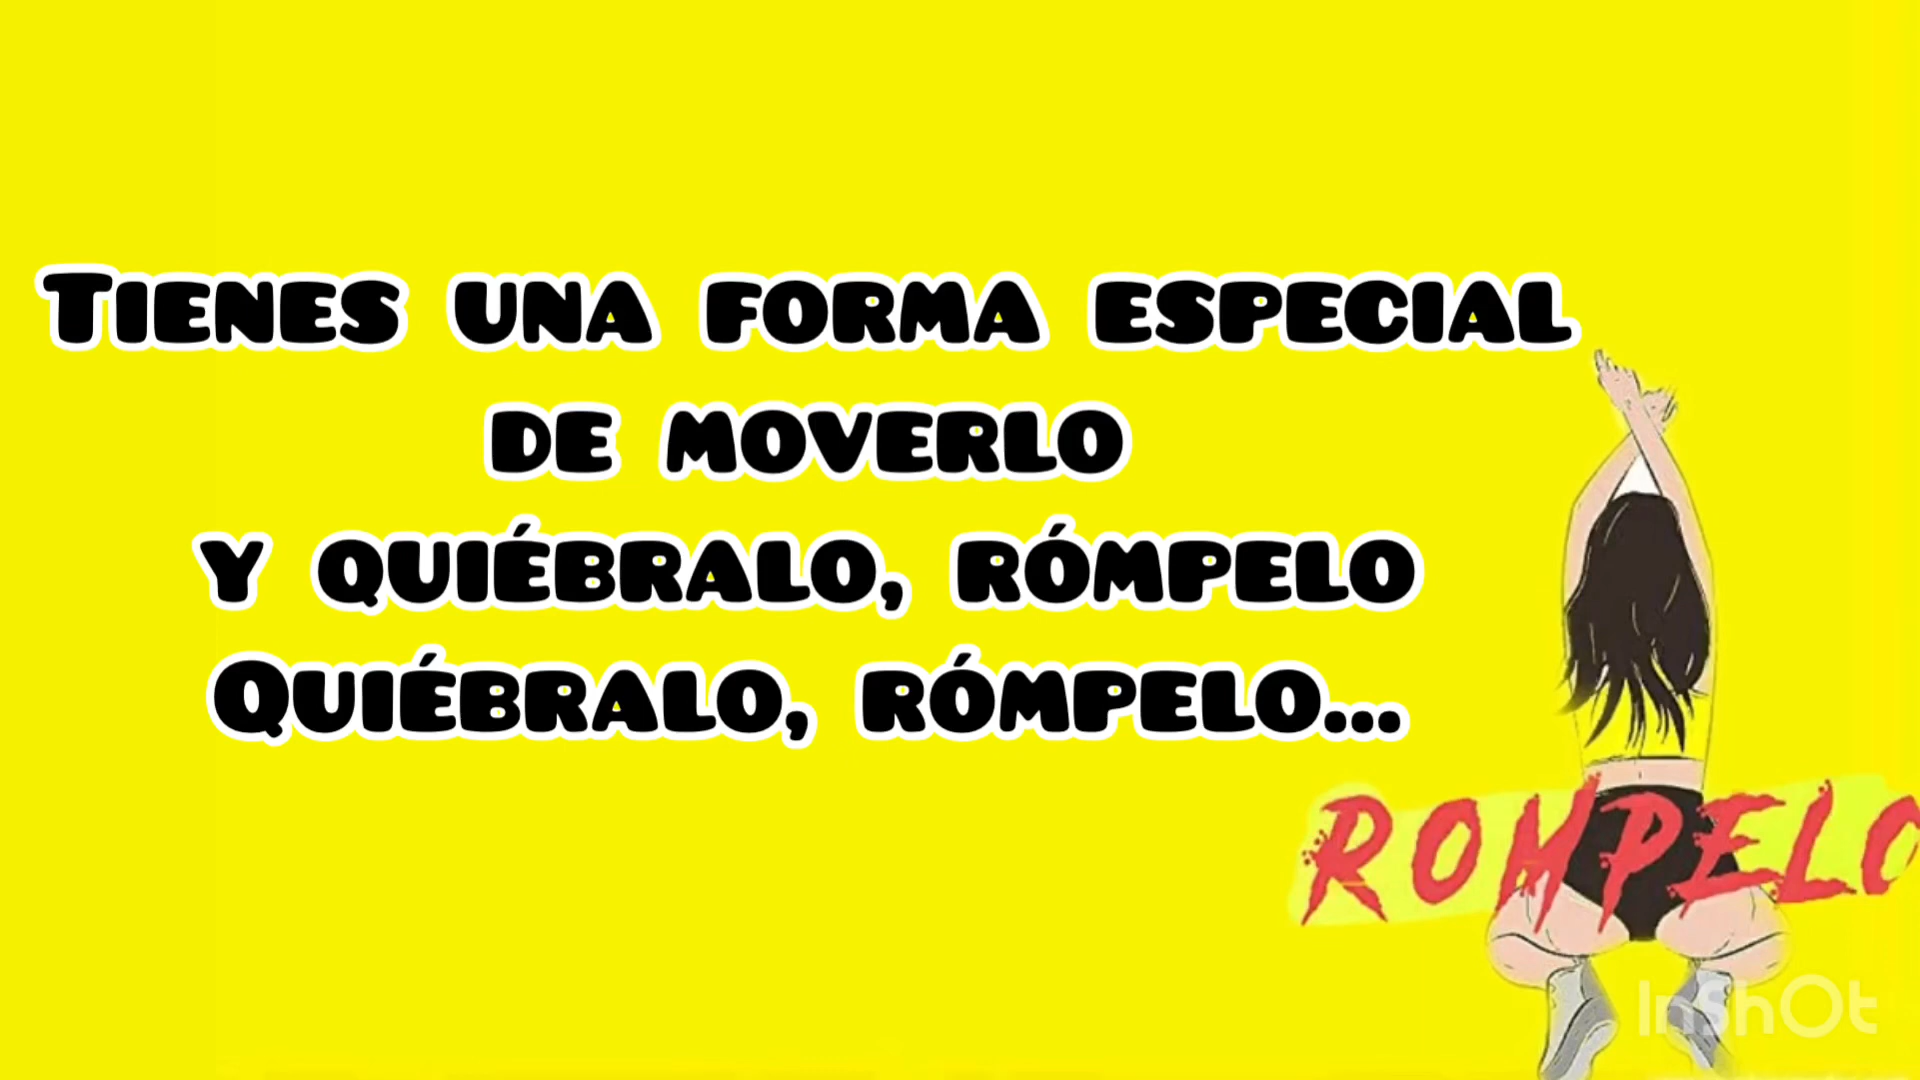 Tienes una forma especial
de moverlo
y quiébralo, rómpelo
Quiébralo, rómpelo...
ROMPELO
InShOt